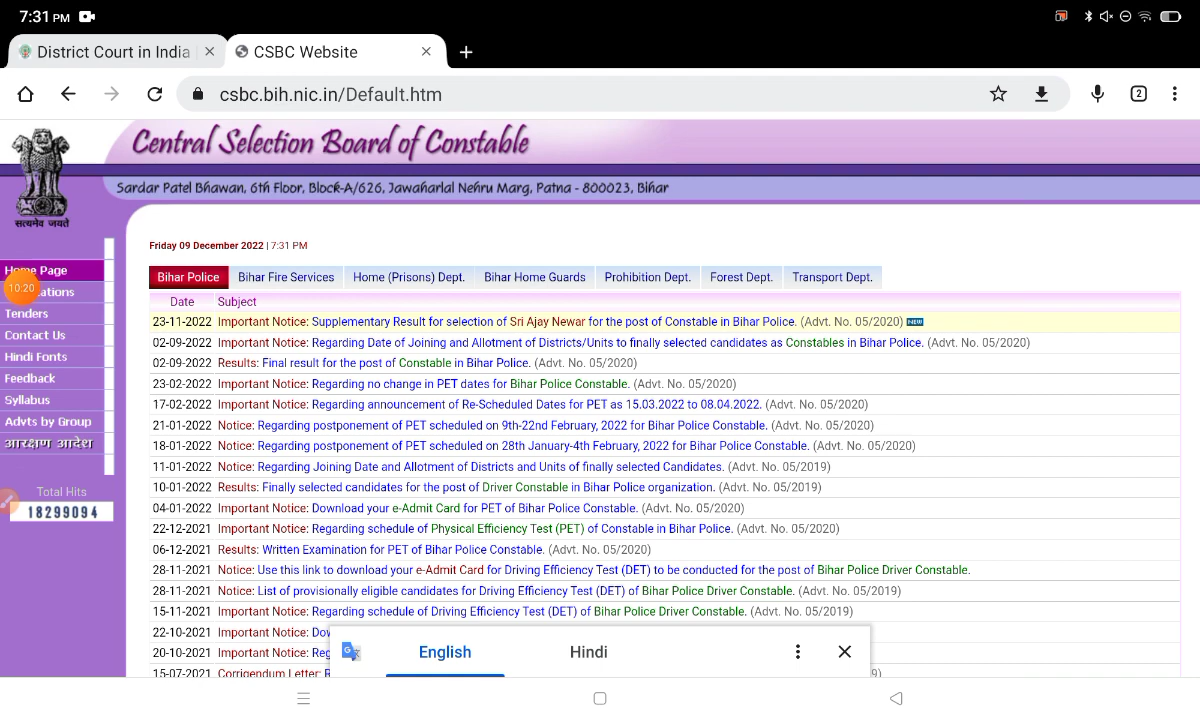 7:31 PM
District Court in India
CSBC Website
csbc.bih.nic.in/Default.htm
2
Central Selection Board of Constable
Sardar Patel Bhawan, 6th Floor, Block-A/626, Jawaharlal Nehru Marg, Patna - 800023, Bihar
सत्यमेव जयते
Friday 09 December 2022 | 7:31 PM
Home Page
10:20
ations
Tenders
Contact Us
Hindi Fonts
Feedback
Syllabus
Advts by Group
आरक्षण आदेश
Total Hits
18299094
Bihar Police Bihar Fire Services Home (Prisons) Dept. Bihar Home Guards Prohibition Dept. Forest Dept. Transport Dept.
Date Subject
23-11-2022 Important Notice: Supplementary Result for selection of Sri Ajay Newar for the post of Constable in Bihar Police. (Advt. No. 05/2020) NEW
02-09-2022 Important Notice: Regarding Date of Joining and Allotment of Districts/Units to finally selected candidates as Constables in Bihar Police. (Advt. No. 05/2020)
02-09-2022 Results: Final result for the post of Constable in Bihar Police. (Advt. No. 05/2020)
23-02-2022 Important Notice: Regarding no change in PET dates for Bihar Police Constable. (Advt. No. 05/2020)
17-02-2022 Important Notice: Regarding announcement of Re-Scheduled Dates for PET as 15.03.2022 to 08.04.2022. (Advt. No. 05/2020)
21-01-2022 Notice: Regarding postponement of PET scheduled on 9th-22nd February, 2022 for Bihar Police Constable. (Advt. No. 05/2020)
18-01-2022 Notice: Regarding postponement of PET scheduled on 28th January-4th February, 2022 for Bihar Police Constable. (Advt. No. 05/2020)
11-01-2022 Notice: Regarding Joining Date and Allotment of Districts and Units of finally selected Candidates. (Advt. No. 05/2019)
10-01-2022 Results: Finally selected candidates for the post of Driver Constable in Bihar Police organization. (Advt. No. 05/2019)
04-01-2022 Important Notice: Download your e-Admit Card for PET of Bihar Police Constable. (Advt. No. 05/2020)
22-12-2021 Important Notice: Regarding schedule of Physical Efficiency Test (PET) of Constable in Bihar Police. (Advt. No. 05/2020)
06-12-2021 Results: Written Examination for PET of Bihar Police Constable. (Advt. No. 05/2020)
28-11-2021 Notice: Use this link to download your e-Admit Card for Driving Efficiency Test (DET) to be conducted for the post of Bihar Police Driver Constable.
28-11-2021 Notice: List of provisionally eligible candidates for Driving Efficiency Test (DET) of Bihar Police Driver Constable. (Advt. No. 05/2019)
15-11-2021 Important Notice: Regarding schedule of Driving Efficiency Test (DET) of Bihar Police Driver Constable. (Advt. No. 05/2019)
22-10-2021 Important Notice: Dov
20-10-2021 Important Notice: Reg
15-07-2021 Corrigendum Letter: R 9)
English Hindi